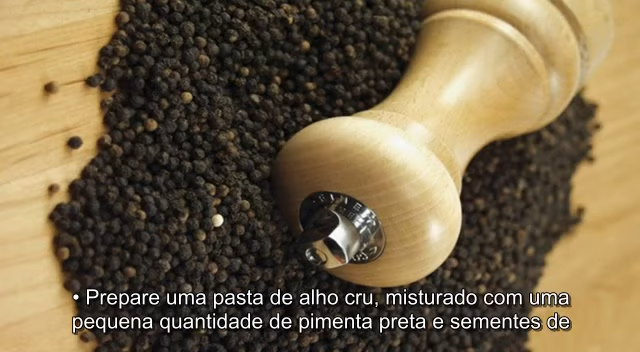 • Prepare uma pasta de alho cru, misturado com uma
pequena quantidade de pimenta preta e sementes de